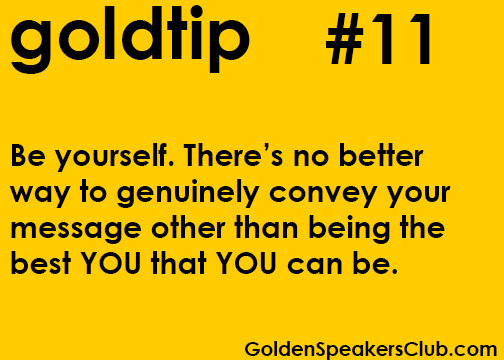 goldtip #11
Be yourself. There’s no better
way to genuinely convey your
message other than being the
best YOU that YOU can be.
GoldenSpeakersClub.com